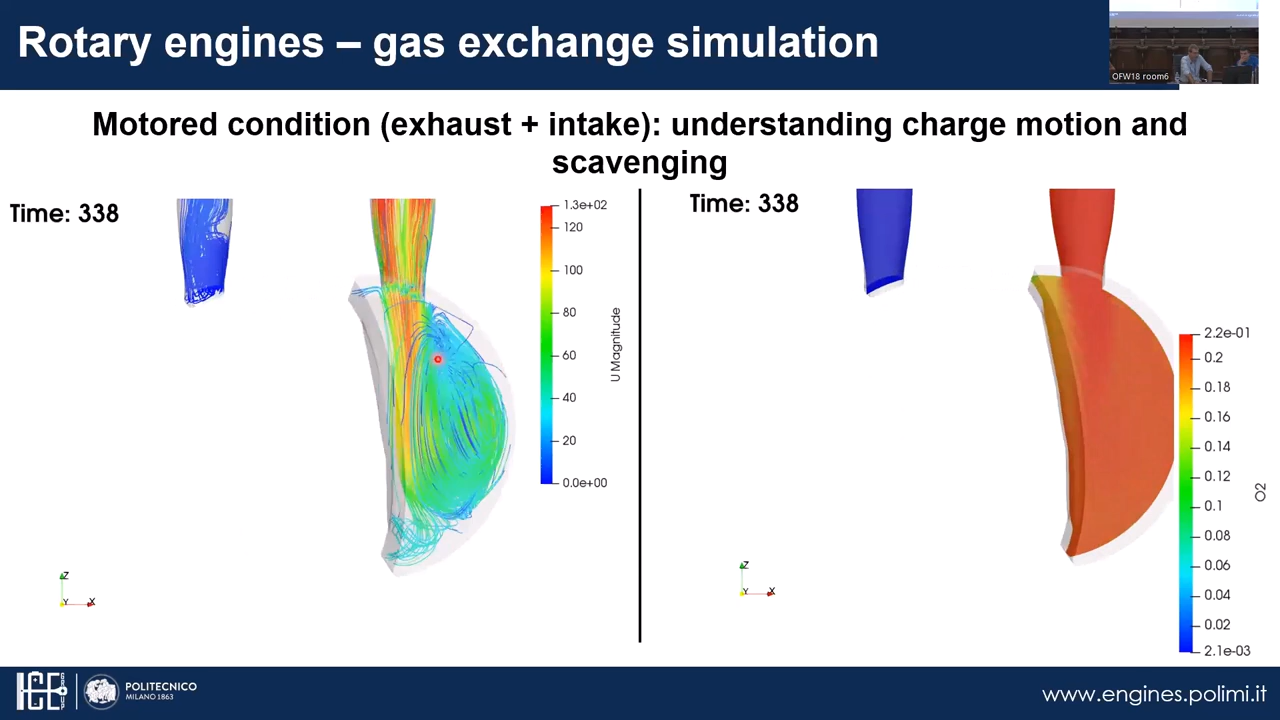 Rotary engines – gas exchange simulation
OFW18 room6
Motored condition (exhaust + intake): understanding charge motion and
scavenging
Time: 338
1.3e+02
120
100
80
60
40
20
0.0e+00
U Magnitude
Z
Y
X
Time: 338
2.2e-01
0.2
0.18
0.16
0.14
0.12
0.1
0.08
0.06
0.04
0.02
2.1e-03
O2
Z
Y
X
ICE
POLITECNICO
MILANO 1863
www.engines.polimi.it